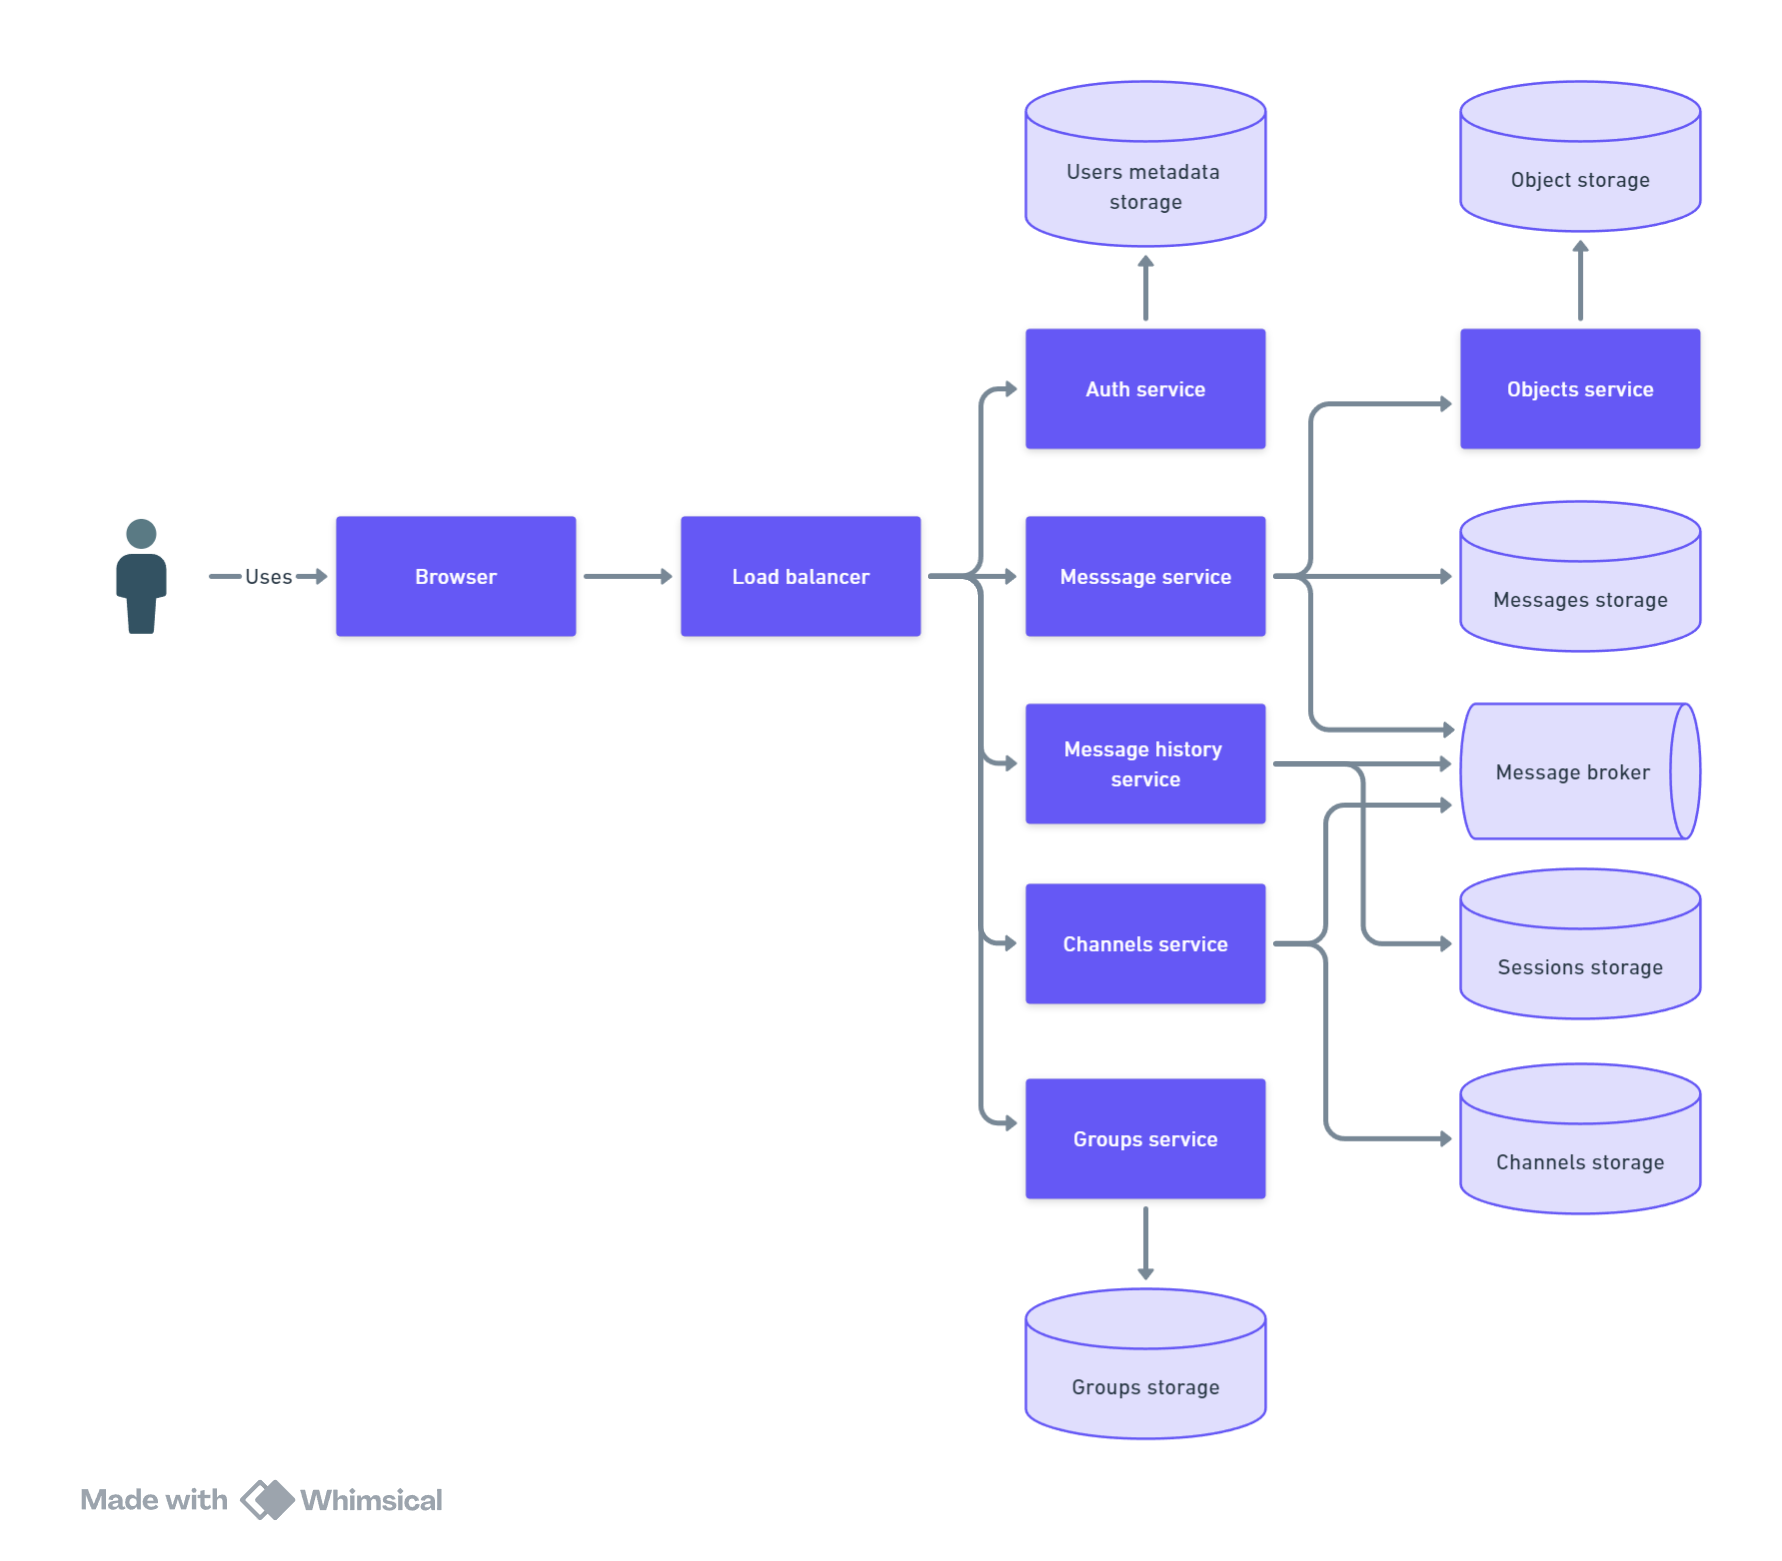 Users metadata
storage
Object storage
Auth service
Objects service
Uses
Browser
Load balancer
Messsage service
Messages storage
Message history
service
Message broker
Channels service
Sessions storage
Groups service
Channels storage
Groups storage
Made with Whimsical